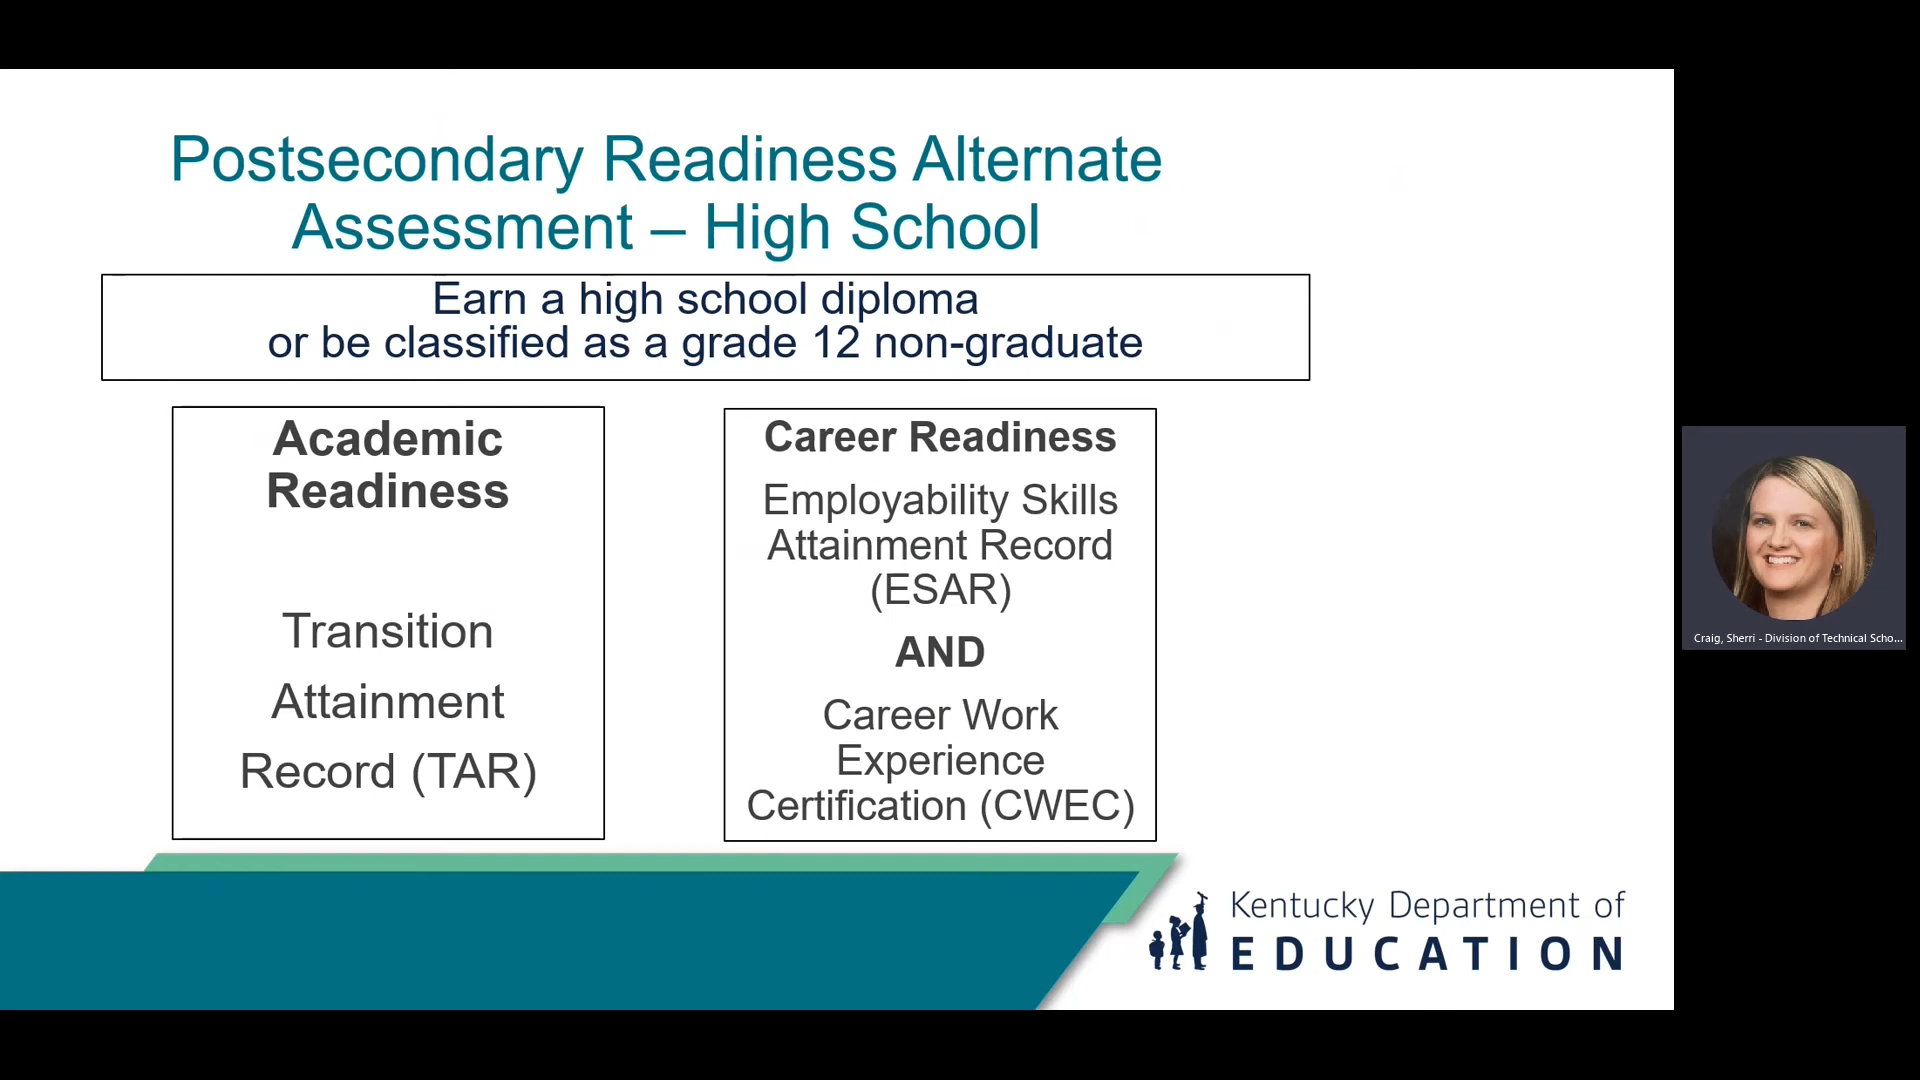 Postsecondary Readiness Alternate
Assessment – High School
Earn a high school diploma
or be classified as a grade 12 non-graduate
Academic
Readiness
Transition
Attainment
Record (TAR)
Career Readiness
Employability Skills
Attainment Record
(ESAR)
AND
Career Work
Experience
Certification (CWEC)
Kentucky Department of
EDUCATION
Craig, Sherri - Division of Technical Scho...